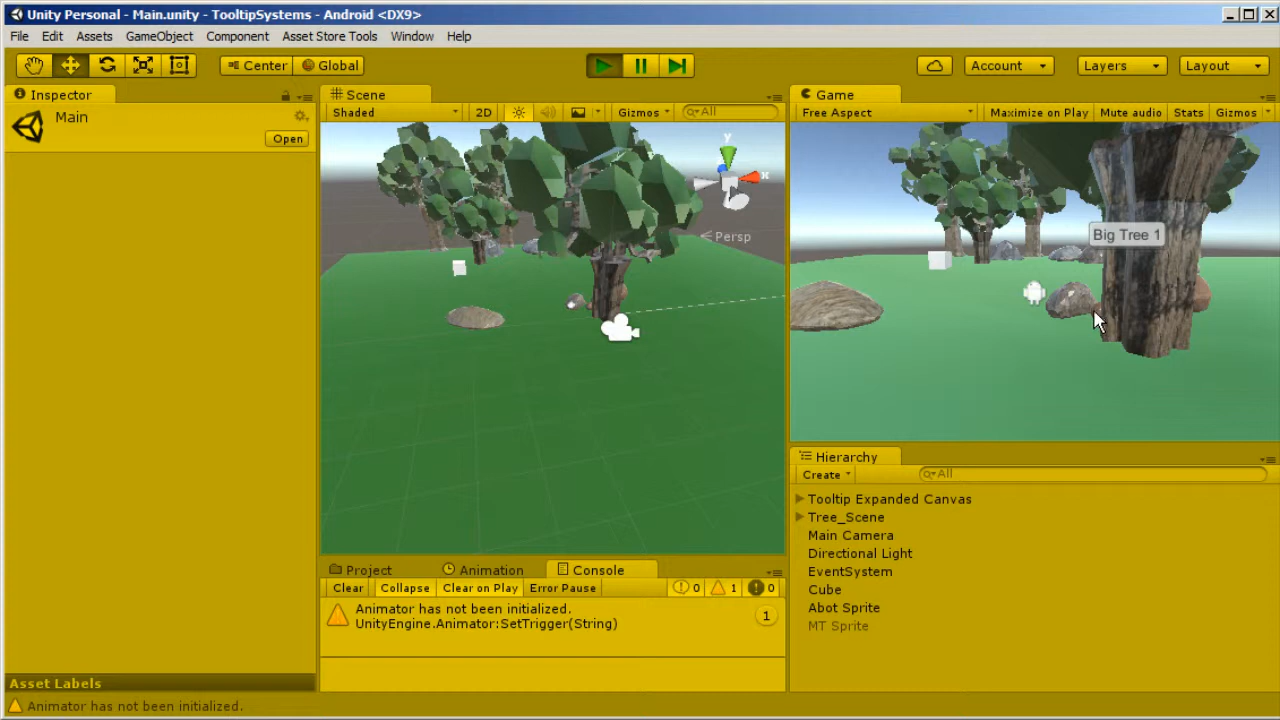 Unity Personal - Main.unity - TooltipSystems - Android <DX9>
File Edit Assets GameObject Component Asset Store Tools Window Help
Center Global Account Layers Layout
Inspector
Main
Open
Scene
Shaded 2D Gizmos All
y
x
Persp
Game
Free Aspect Maximize on Play Mute audio Stats Gizmos
Big Tree 1
Hierarchy
Create All
Tooltip Expanded Canvas
Tree_Scene
Main Camera
Directional Light
EventSystem
Cube
Abot Sprite
MT Sprite
Project Animation Console
Clear Collapse Clear on Play Error Pause 0 1 0
Animator has not been initialized.
UnityEngine.Animator:SetTrigger(String)
1
Asset Labels
Animator has not been initialized.